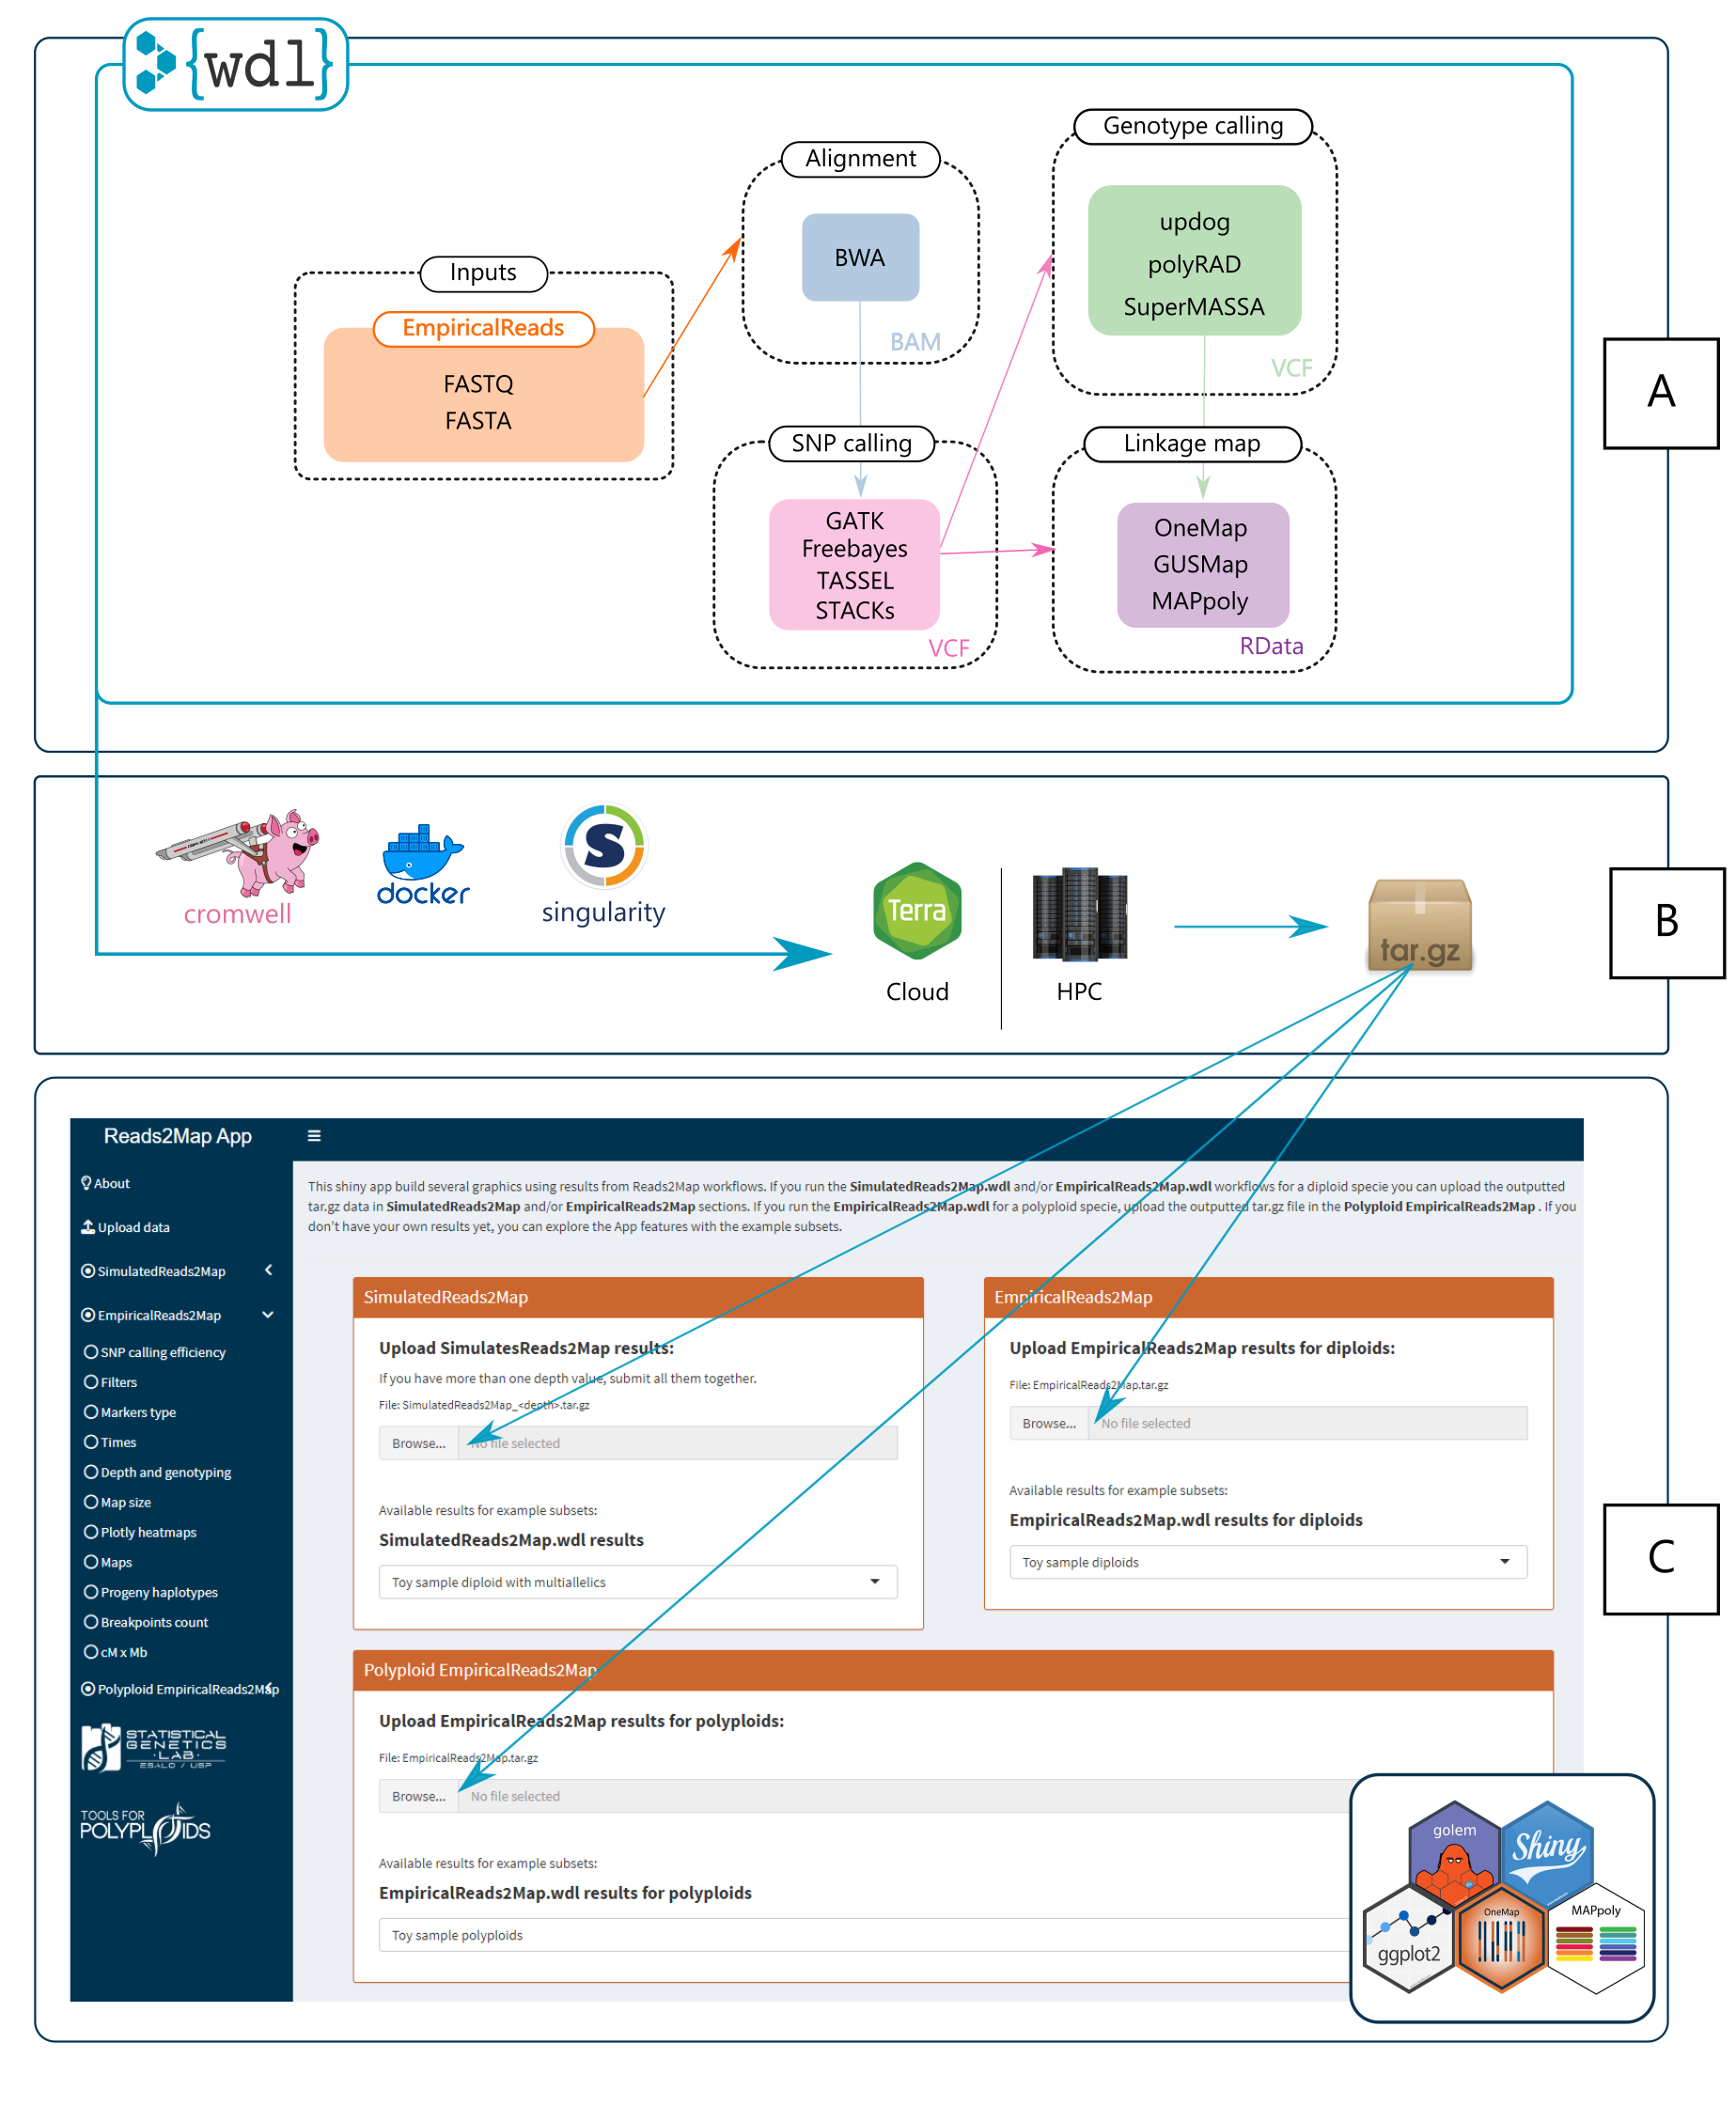 {wdl}
Genotype calling
Alignment
updog
BWA
polyRAD
Inputs
SuperMASSA
EmpiricalReads
BAM
VCF
FASTQ
A
FASTA
SNP calling
Linkage map
GATK
OneMap
Freebayes
GUSMap
TASSEL
MAPpoly
STACKs
VCF
RData
cromwell
docker
singularity
Terra
Cloud
HPC
tar.gz
B
Reads2Map App
About
Upload data
SimulatedReads2Map
EmpiricalReads2Map
SNP calling efficiency
Filters
Markers type
Times
Depth and genotyping
Map size
Plotly heatmaps
Maps
Progeny haplotypes
Breakpoints count
cM x Mb
Polyploid EmpiricalReads2Map
STATISTICAL
GENETICS
·LAB·
ESALQ / USP
TOOLS FOR
POLYPLOIDS
This shiny app build several graphics using results from Reads2Map workflows. If you run the SimulatedReads2Map.wdl and/or EmpiricalReads2Map.wdl workflows for a diploid specie you can upload the outputted
tar.gz data in SimulatedReads2Map and/or EmpiricalReads2Map sections. If you run the EmpiricalReads2Map.wdl for a polyploid specie, upload the outputted tar.gz file in the Polyploid EmpiricalReads2Map . If you
don't have your own results yet, you can explore the App features with the example subsets.
SimulatedReads2Map
Upload SimulatesReads2Map results:
If you have more than one depth value, submit all them together.
File: SimulatedReads2Map_<depth>.tar.gz
Browse... No file selected
Available results for example subsets:
SimulatedReads2Map.wdl results
Toy sample diploid with multiallelics
EmpiricalReads2Map
Upload EmpiricalReads2Map results for diploids:
File: EmpiricalReads2Map.tar.gz
Browse... No file selected
Available results for example subsets:
EmpiricalReads2Map.wdl results for diploids
Toy sample diploids
C
Polyploid EmpiricalReads2Map
Upload EmpiricalReads2Map results for polyploids:
File: EmpiricalReads2Map.tar.gz
Browse... No file selected
Available results for example subsets:
EmpiricalReads2Map.wdl results for polyploids
Toy sample polyploids
golem
Shiny
ggplot2
OneMap
MAPpoly